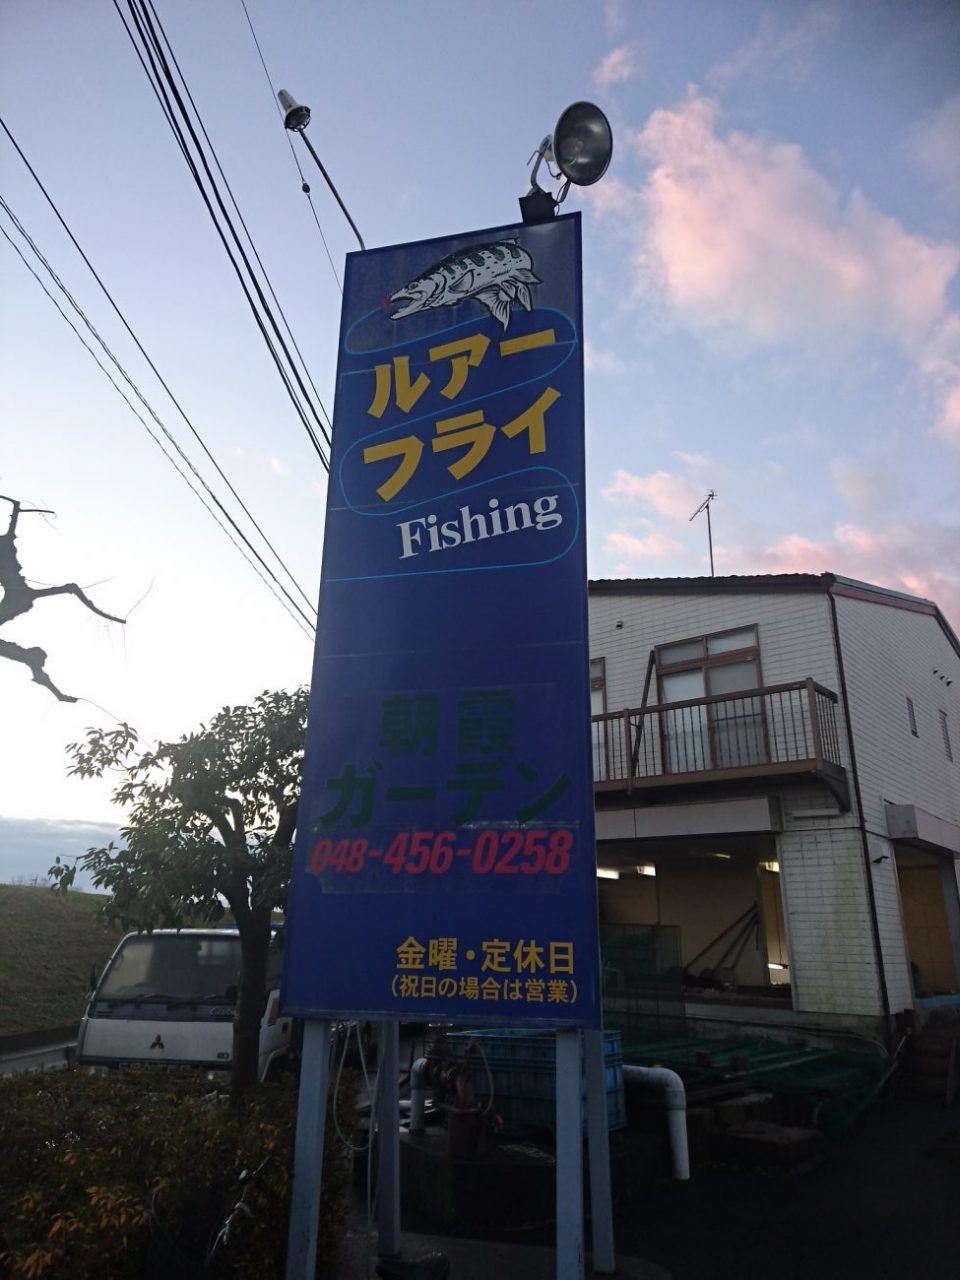 ルアー
フライ
Fishing
朝霞
ガーデン
048-456-0258
金曜・定休日
(祝日の場合は営業)